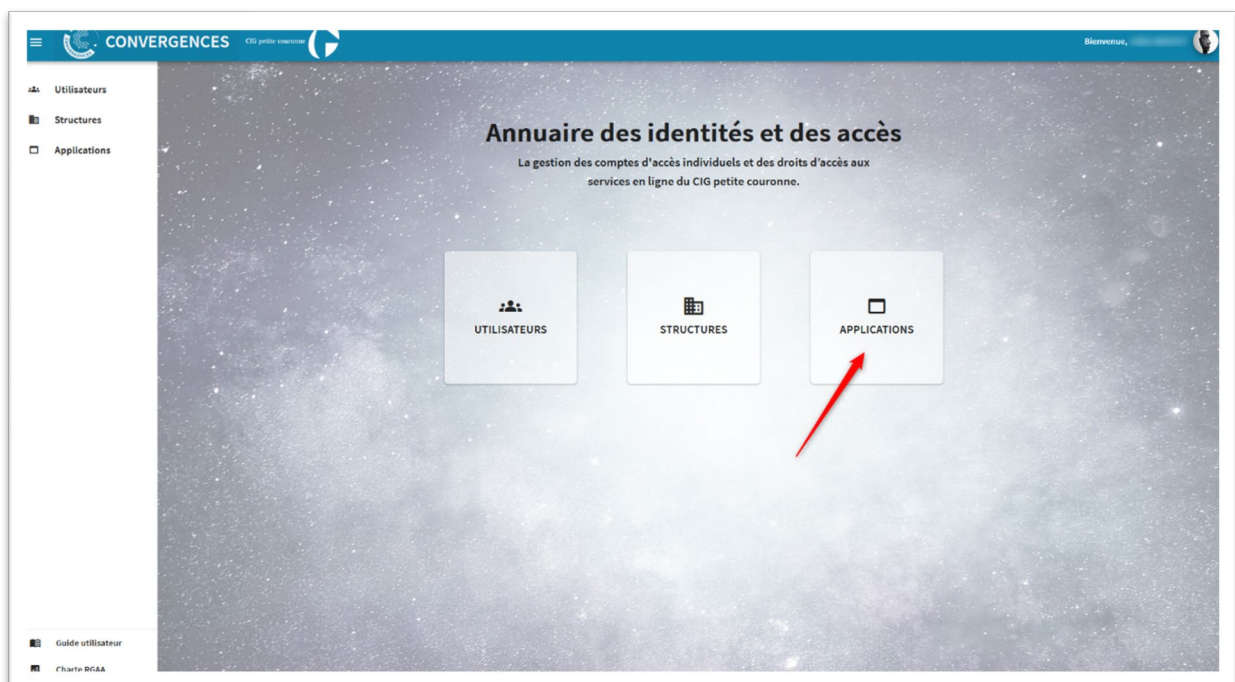 CONVERGENCES CIG petite couronne
Bienvenue,
Utilisateurs
Structures
Applications
Annuaire des identités et des accès
La gestion des comptes d'accès individuels et des droits d'accès aux
services en ligne du CIG petite couronne.
UTILISATEURS STRUCTURES APPLICATIONS
Guide utilisateur
Charte RGAA